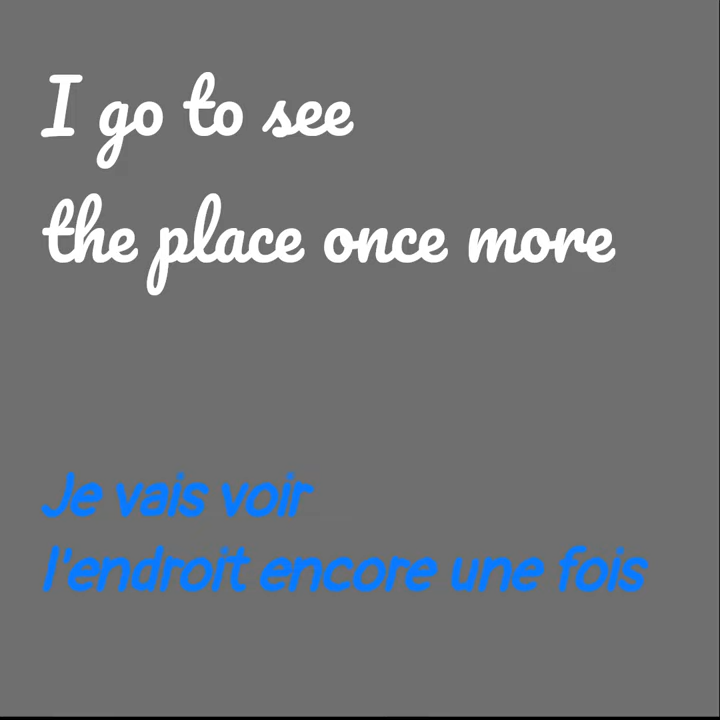 I go to see
the place once more
Je vais voir
l'endroit encore une fois